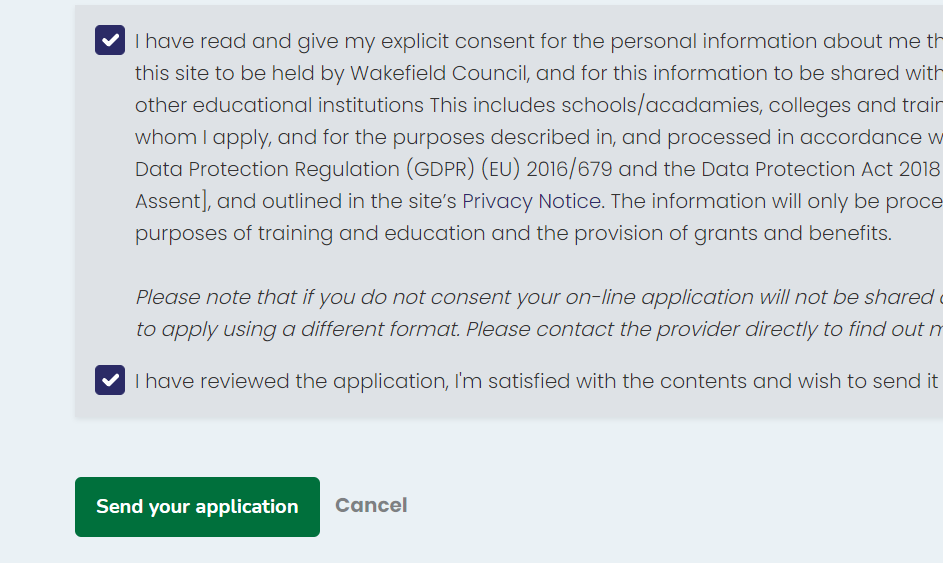 I have read and give my explicit consent for the personal information about me th
this site to be held by Wakefield Council, and for this information to be shared with
other educational institutions This includes schools/acadamies, colleges and train
whom I apply, and for the purposes described in, and processed in accordance w
Data Protection Regulation (GDPR) (EU) 2016/679 and the Data Protection Act 2018
Assent], and outlined in the site’s Privacy Notice. The information will only be proce
purposes of training and education and the provision of grants and benefits.
Please note that if you do not consent your on-line application will not be shared
to apply using a different format. Please contact the provider directly to find out
I have reviewed the application, I'm satisfied with the contents and wish to send it
Send your application
Cancel